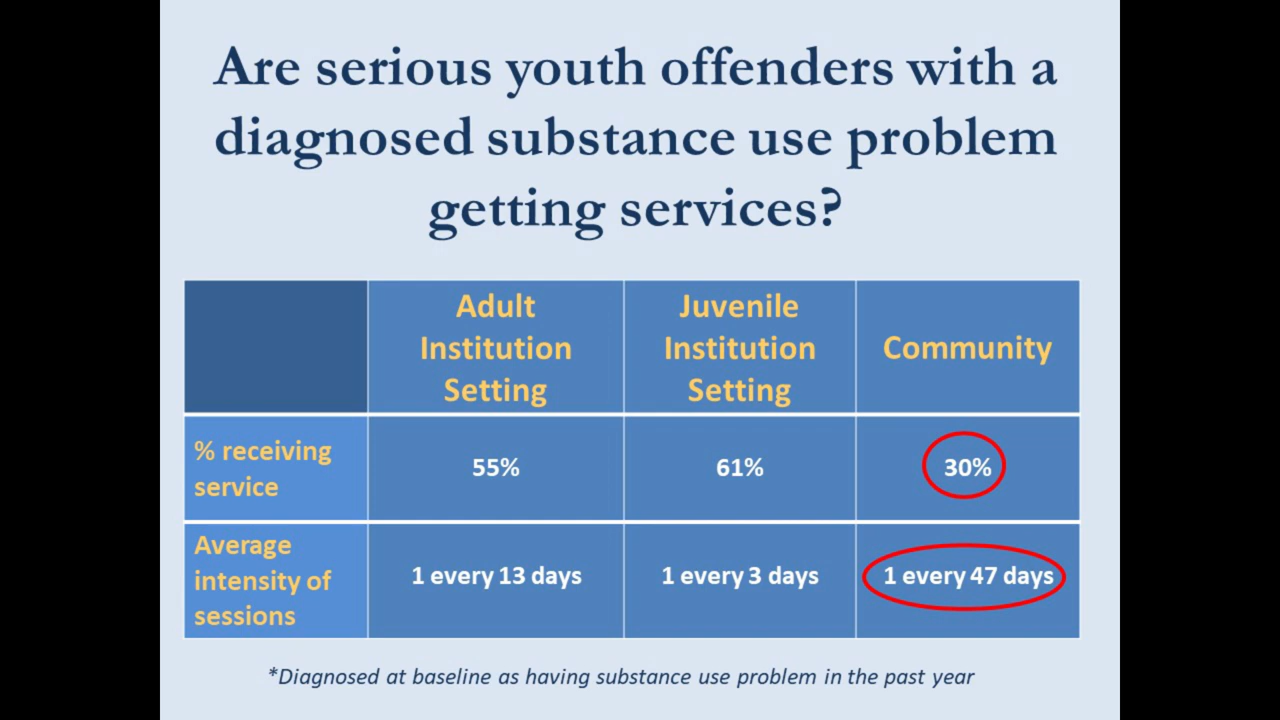 Are serious youth offenders with a
diagnosed substance use problem
getting services?
Adult
Institution
Setting
Juvenile
Institution
Setting
Community
% receiving
service
55%
61%
30%
Average
intensity of
sessions
1 every 13 days
1 every 3 days
1 every 47 days
*Diagnosed at baseline as having substance use problem in the past year